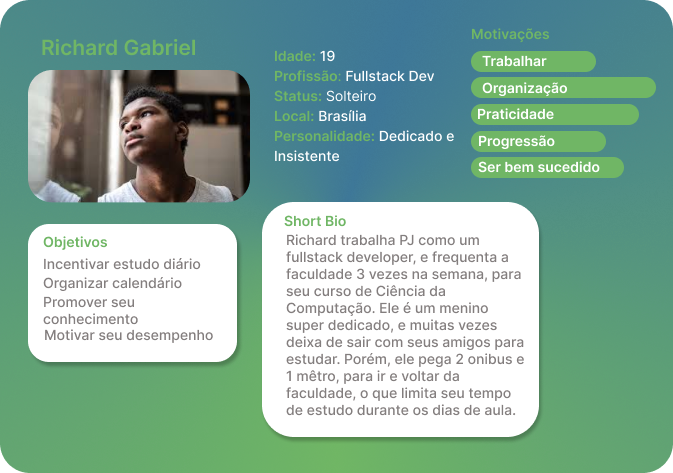 Richard Gabriel
Idade: 19
Profissão: Fullstack Dev
Status: Solteiro
Local: Brasília
Personalidade: Dedicado e
Insistente
Motivações
Trabalhar
Organização
Praticidade
Progressão
Ser bem sucedido
Objetivos
Incentivar estudo diário
Organizar calendário
Promover seu
conhecimento
Motivar seu desempenho
Short Bio
Richard trabalha PJ como um
fullstack developer, e frequenta a
faculdade 3 vezes na semana, para
seu curso de Ciência da
Computação. Ele é um menino
super dedicado, e muitas vezes
deixa de sair com seus amigos para
estudar. Porém, ele pega 2 onibus e
1 mêtro, para ir e voltar da
faculdade, o que limita seu tempo
de estudo durante os dias de aula.